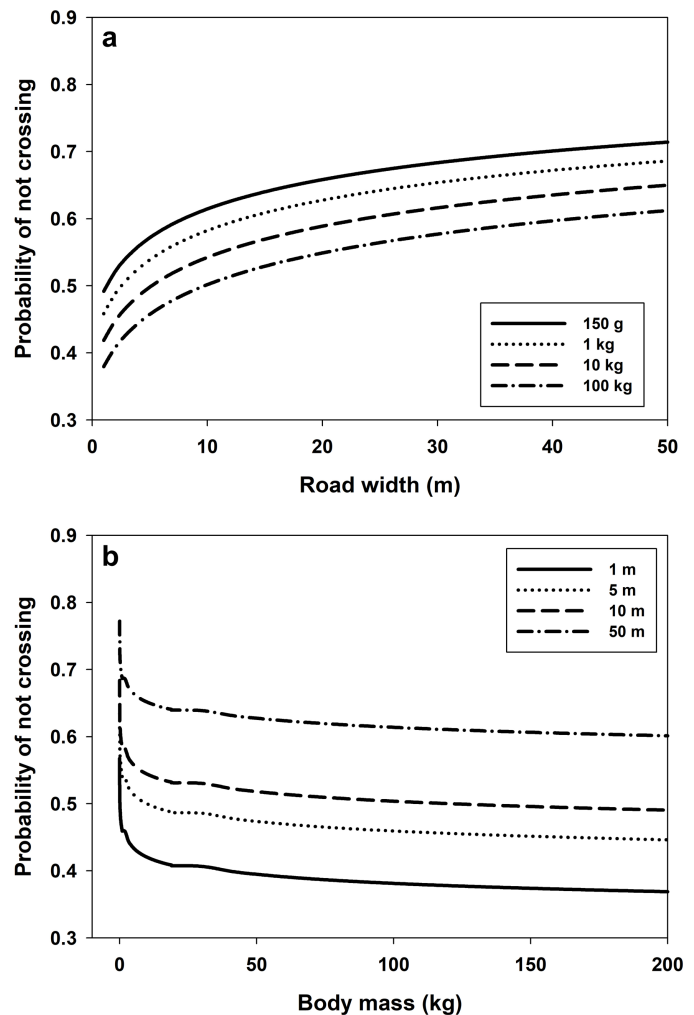 a
0.9
0.8
0.7
0.6
0.5
0.4
0.3
Probability of not crossing
150 g
1 kg
10 kg
100 kg
0 10 20 30 40 50
Road width (m)
b
0.9
0.8
0.7
0.6
0.5
0.4
0.3
Probability of not crossing
1 m
5 m
10 m
50 m
0 50 100 150 200
Body mass (kg)